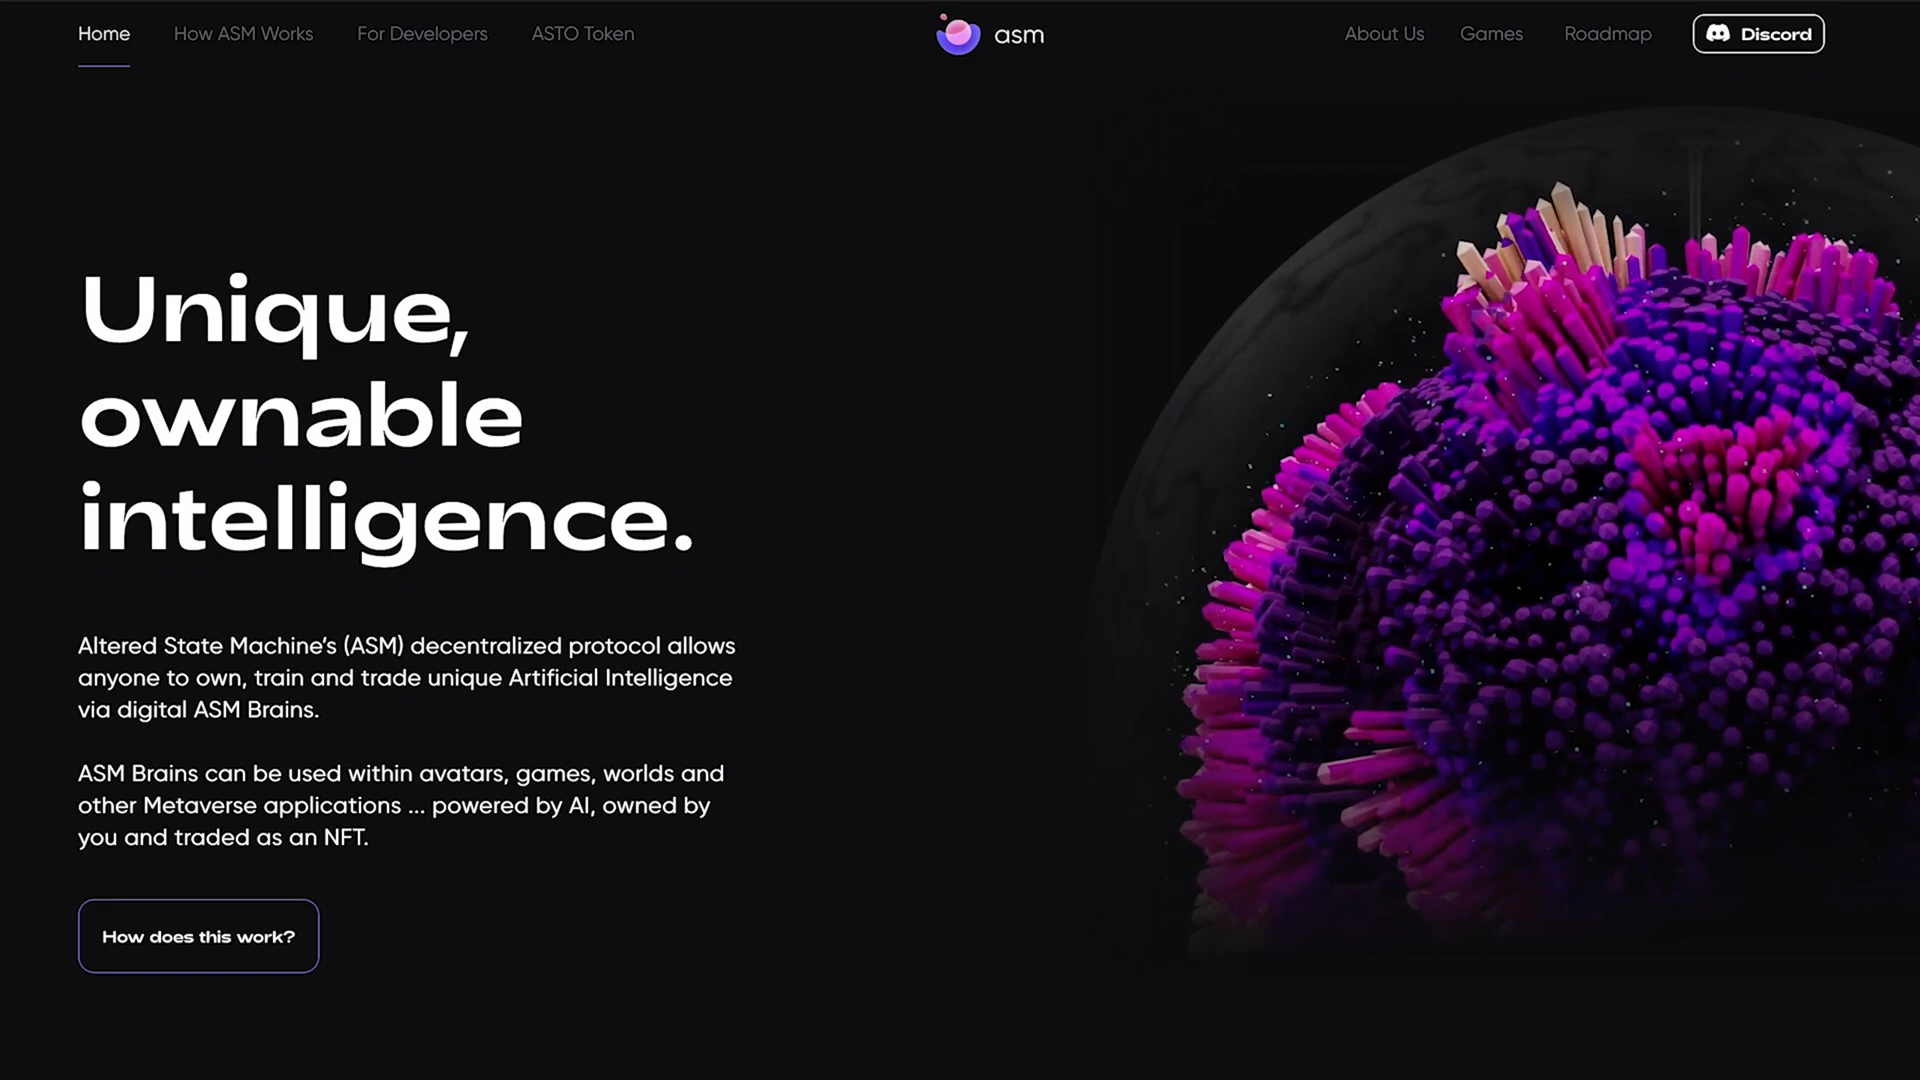 Home
How ASM Works
For Developers
ASTO Token
asm
About Us
Games
Roadmap
Discord
Unique,
ownable
intelligence.
Altered State Machine’s (ASM) decentralized protocol allows
anyone to own, train and trade unique Artificial Intelligence
via digital ASM Brains.
ASM Brains can be used within avatars, games, worlds and
other Metaverse applications ... powered by AI, owned by
you and traded as an NFT.
How does this work?